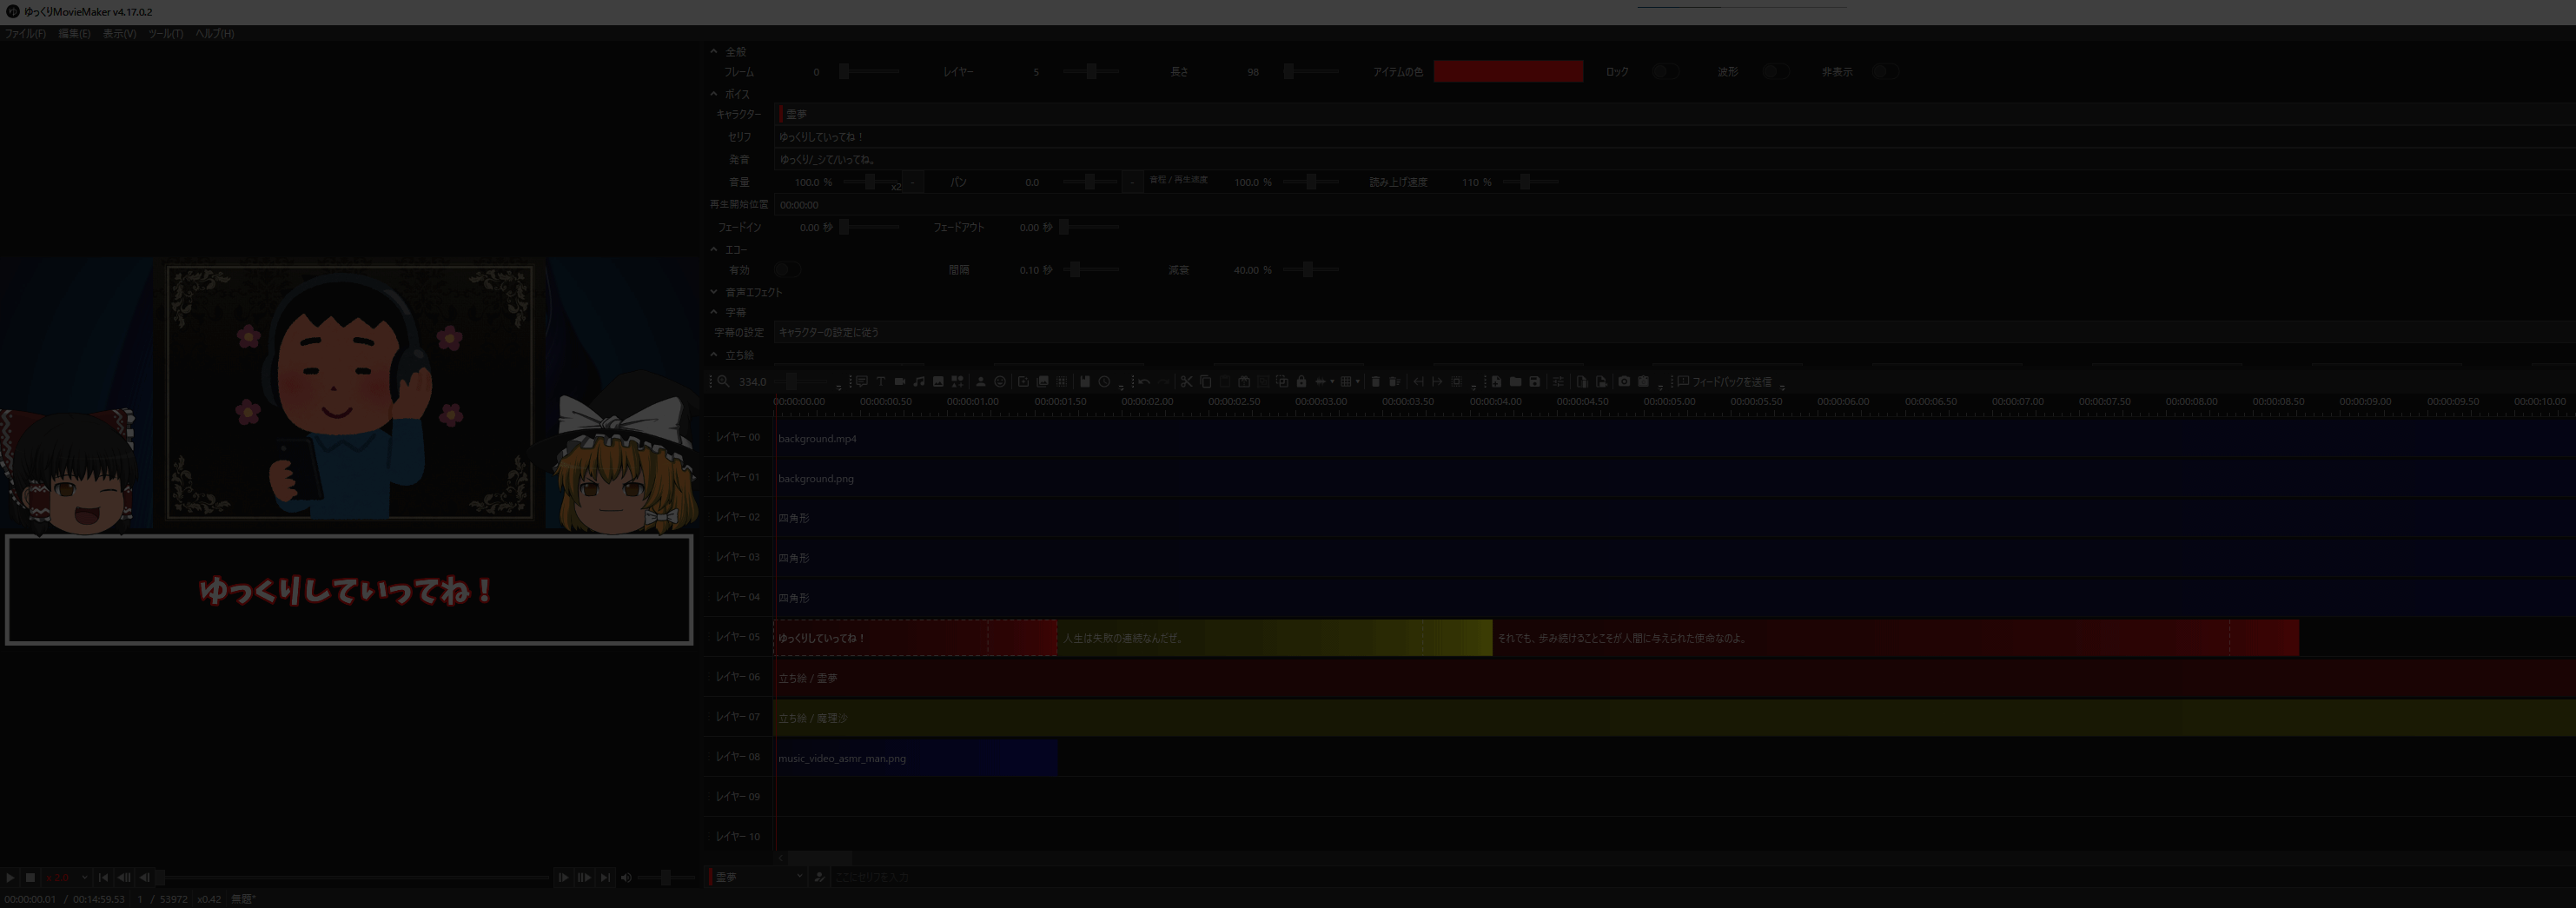 ゆっくりMovieMaker v4.17.0.2
ファイル(F) 編集(E) 表示(V) ツール(T) ヘルプ(H)
全般
フレーム 0 レイヤー 5 長さ 98 アイテムの色 ロック 波形 非表示
ボイス
キャラクター 霊夢
セリフ ゆっくりしていってね！
発音 ゆっくり/_シて/いってね。
音量 100.0 % x2 パン 0.0 音程 / 再生速度 100.0 % 読み上げ速度 110 %
再生開始位置 00:00:00
フェードイン 0.00 秒 フェードアウト 0.00 秒
エコー
有効 間隔 0.10 秒 減衰 40.00 %
音声エフェクト
字幕
字幕の設定 キャラクターの設定に従う
立ち絵
334.0 フィードバックを送信
00:00:00.00 00:00:00.50 00:00:01.00 00:00:01.50 00:00:02.00 00:00:02.50 00:00:03.00 00:00:03.50 00:00:04.00 00:00:04.50 00:00:05.00 00:00:05.50 00:00:06.00 00:00:06.50 00:00:07.00 00:00:07.50 00:00:08.00 00:00:08.50 00:00:09.00 00:00:09.50 00:00:10.00
レイヤー 00 background.mp4
レイヤー 01 background.png
レイヤー 02 四角形
レイヤー 03 四角形
レイヤー 04 四角形
レイヤー 05 ゆっくりしていってね！ 人生は失敗の連続なんだぜ。 それでも、歩み続けることこそが人間に与えられた使命なのよ。
レイヤー 06 立ち絵 / 霊夢
レイヤー 07 立ち絵 / 魔理沙
レイヤー 08 music_video_asmr_man.png
レイヤー 09
レイヤー 10
ゆっくりしていってね！
x2.0
霊夢 ここにセリフを入力
00:00:00.01 / 00:14:59.53 1 / 53972 x0.42 無題*